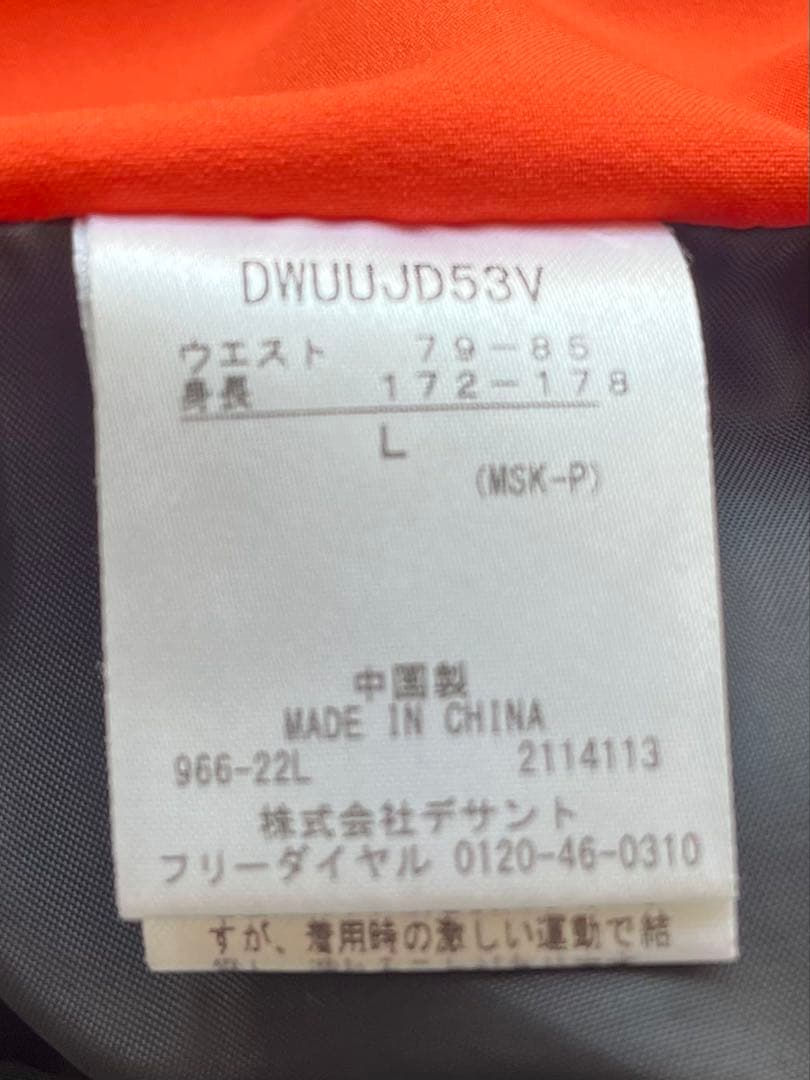 DWUUJD53V
ウエスト 79-85
身長 172-178
L
(MSK-P)
中国製
MADE IN CHINA
966-22L 2114113
株式会社デサント
フリーダイヤル 0120-46-0310
すが、着用時の激しい運動で結